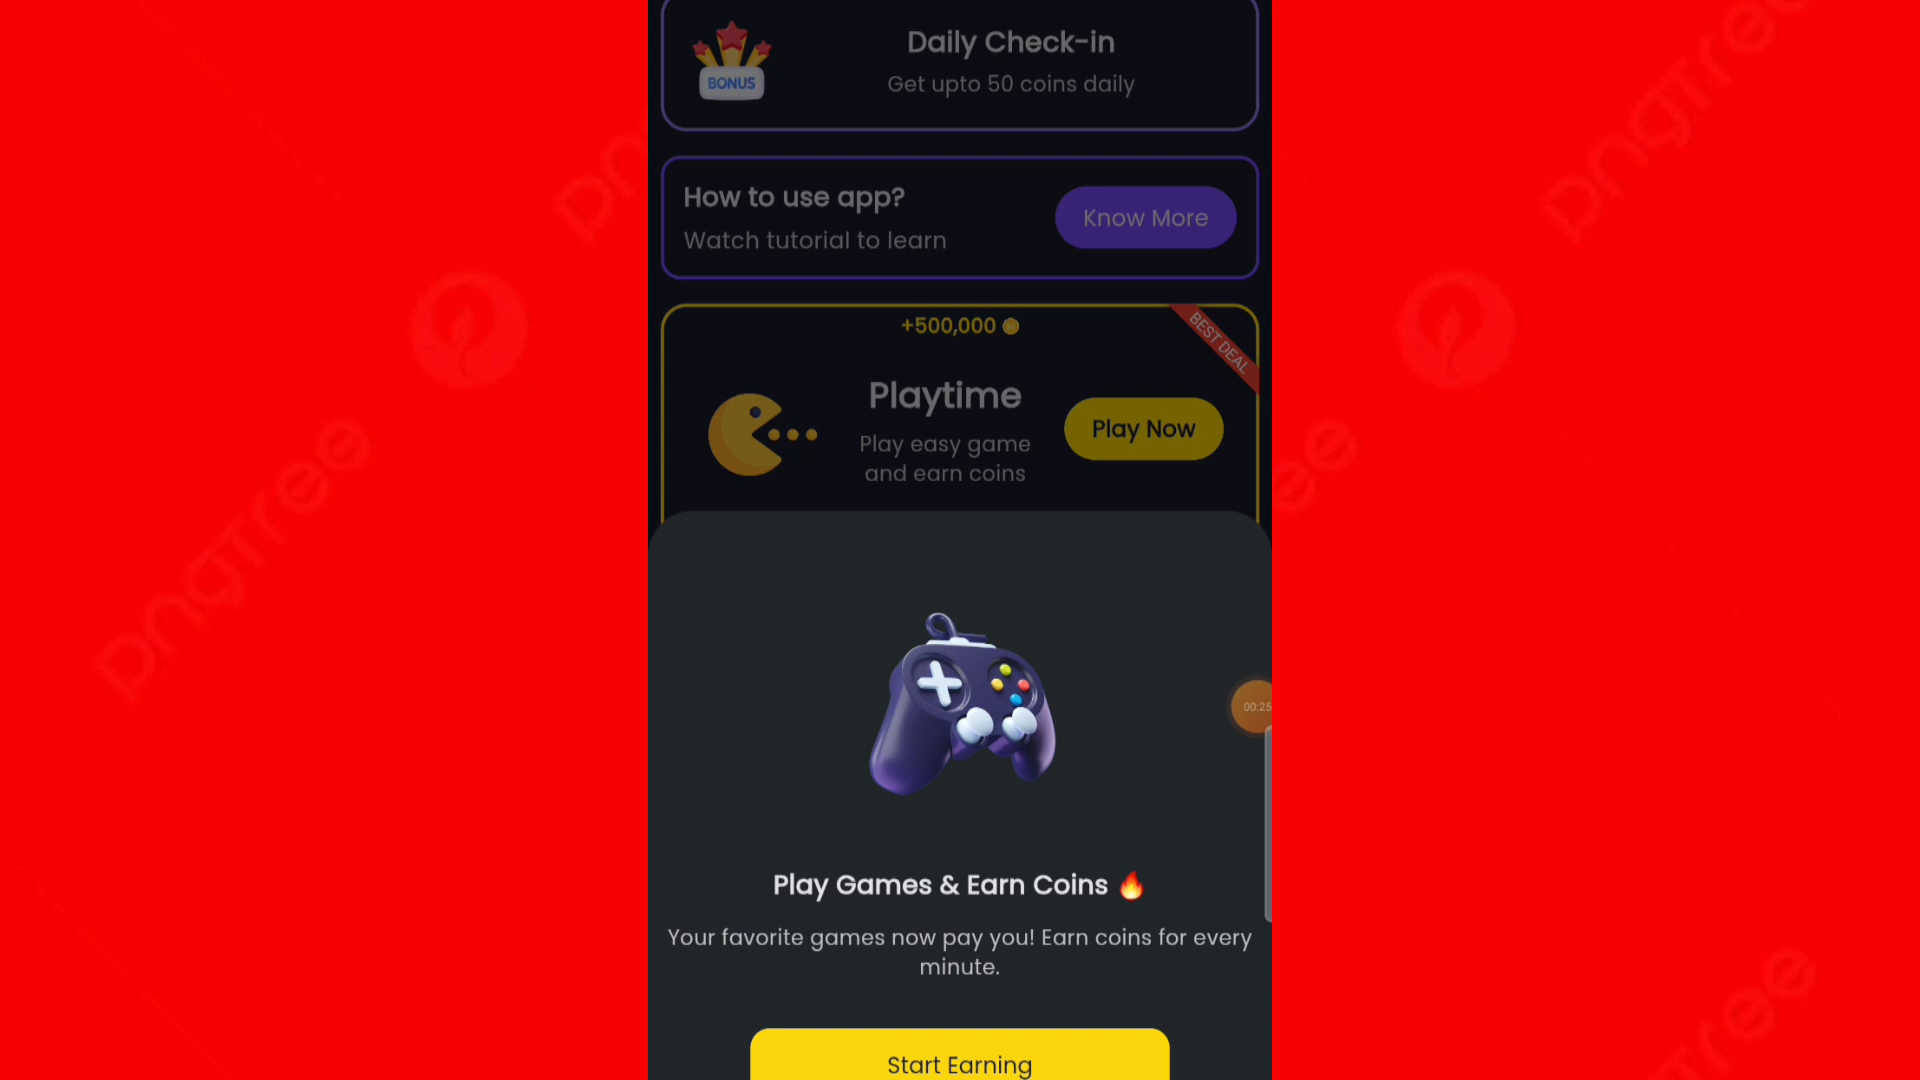 Daily Check-in
Get upto 50 coins daily
BONUS
How to use app?
Watch tutorial to learn
Know More
+500,000
BEST DEAL
Playtime
Play easy game
and earn coins
Play Now
00:25
Play Games & Earn Coins 🔥
Your favorite games now pay you! Earn coins for every
minute.
Start Earning
pngtree
pngtree